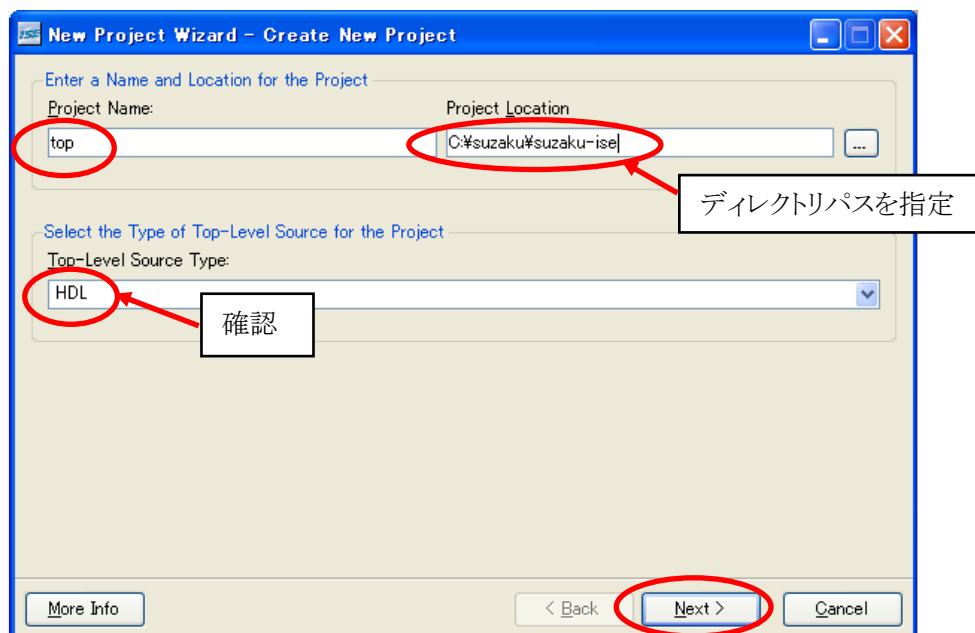 ISE New Project Wizard - Create New Project
Enter a Name and Location for the Project
Project Name: Project Location
top C:¥suzaku¥suzaku-ise ...
ディレクトリパスを指定
Select the Type of Top-Level Source for the Project
Top-Level Source Type:
HDL
確認
More Info < Back Next > Cancel